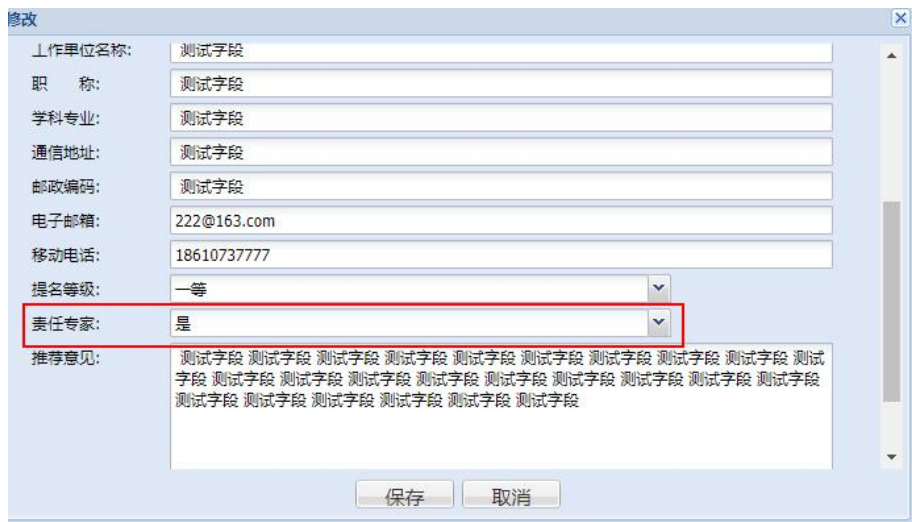 修改
工作单位名称: 测试字段
职 称: 测试字段
学科专业: 测试字段
通信地址: 测试字段
邮政编码: 测试字段
电子邮箱: 222@163.com
移动电话: 18610737777
提名等级: 一等
责任专家: 是
推荐意见: 测试字段 测试字段 测试字段 测试字段 测试字段 测试字段 测试字段 测试字段 测试字段 测试
字段 测试字段 测试字段 测试字段 测试字段 测试字段 测试字段 测试字段 测试字段 测试字段
测试字段 测试字段 测试字段 测试字段 测试字段 测试字段
保存 取消